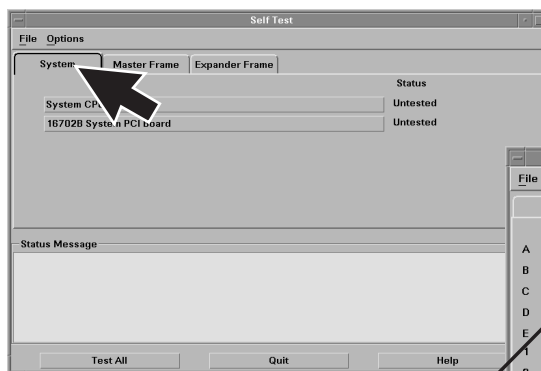 Self Test
File Options
System Master Frame Expander Frame
Status
System CPU Untested
16702B System PCI Board Untested
File
A
B
C
D
E
1
Status Message
Test All Quit Help